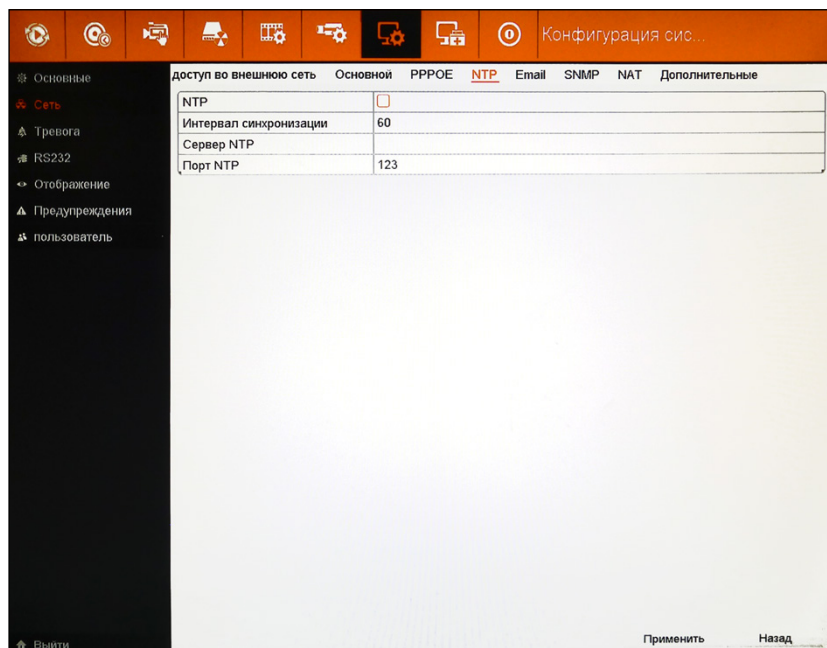 Конфигурация сис...
Основные
Сеть
Тревога
RS232
Отображение
Предупреждения
пользователь
Выйти
доступ во внешнюю сеть Основной PPPOE NTP Email SNMP NAT Дополнительные
NTP
Интервал синхронизации 60
Сервер NTP
Порт NTP 123
Применить Назад